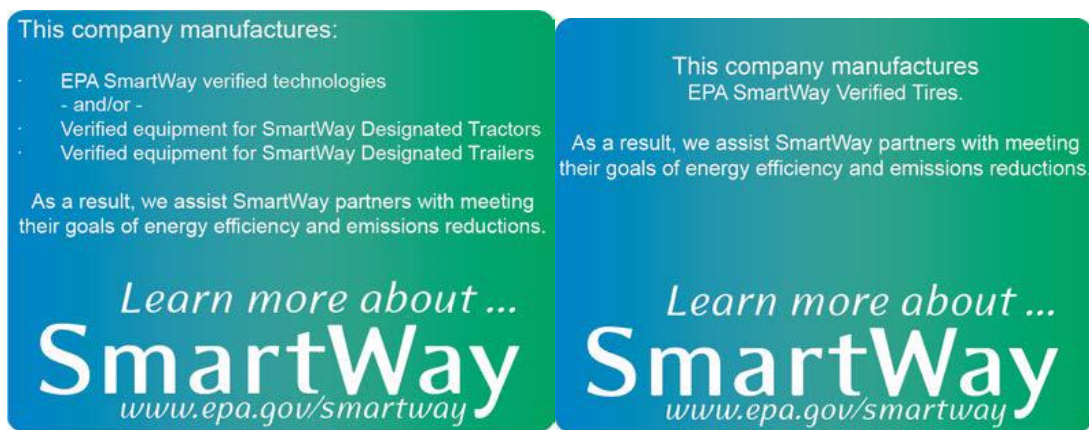 This company manufactures:
· EPA SmartWay verified technologies
- and/or -
· Verified equipment for SmartWay Designated Tractors
· Verified equipment for SmartWay Designated Trailers
As a result, we assist SmartWay partners with meeting
their goals of energy efficiency and emissions reductions.
Learn more about ...
SmartWay
www.epa.gov/smartway
This company manufactures
EPA SmartWay Verified Tires.
As a result, we assist SmartWay partners with meeting
their goals of energy efficiency and emissions reductions.
Learn more about ...
SmartWay
www.epa.gov/smartway